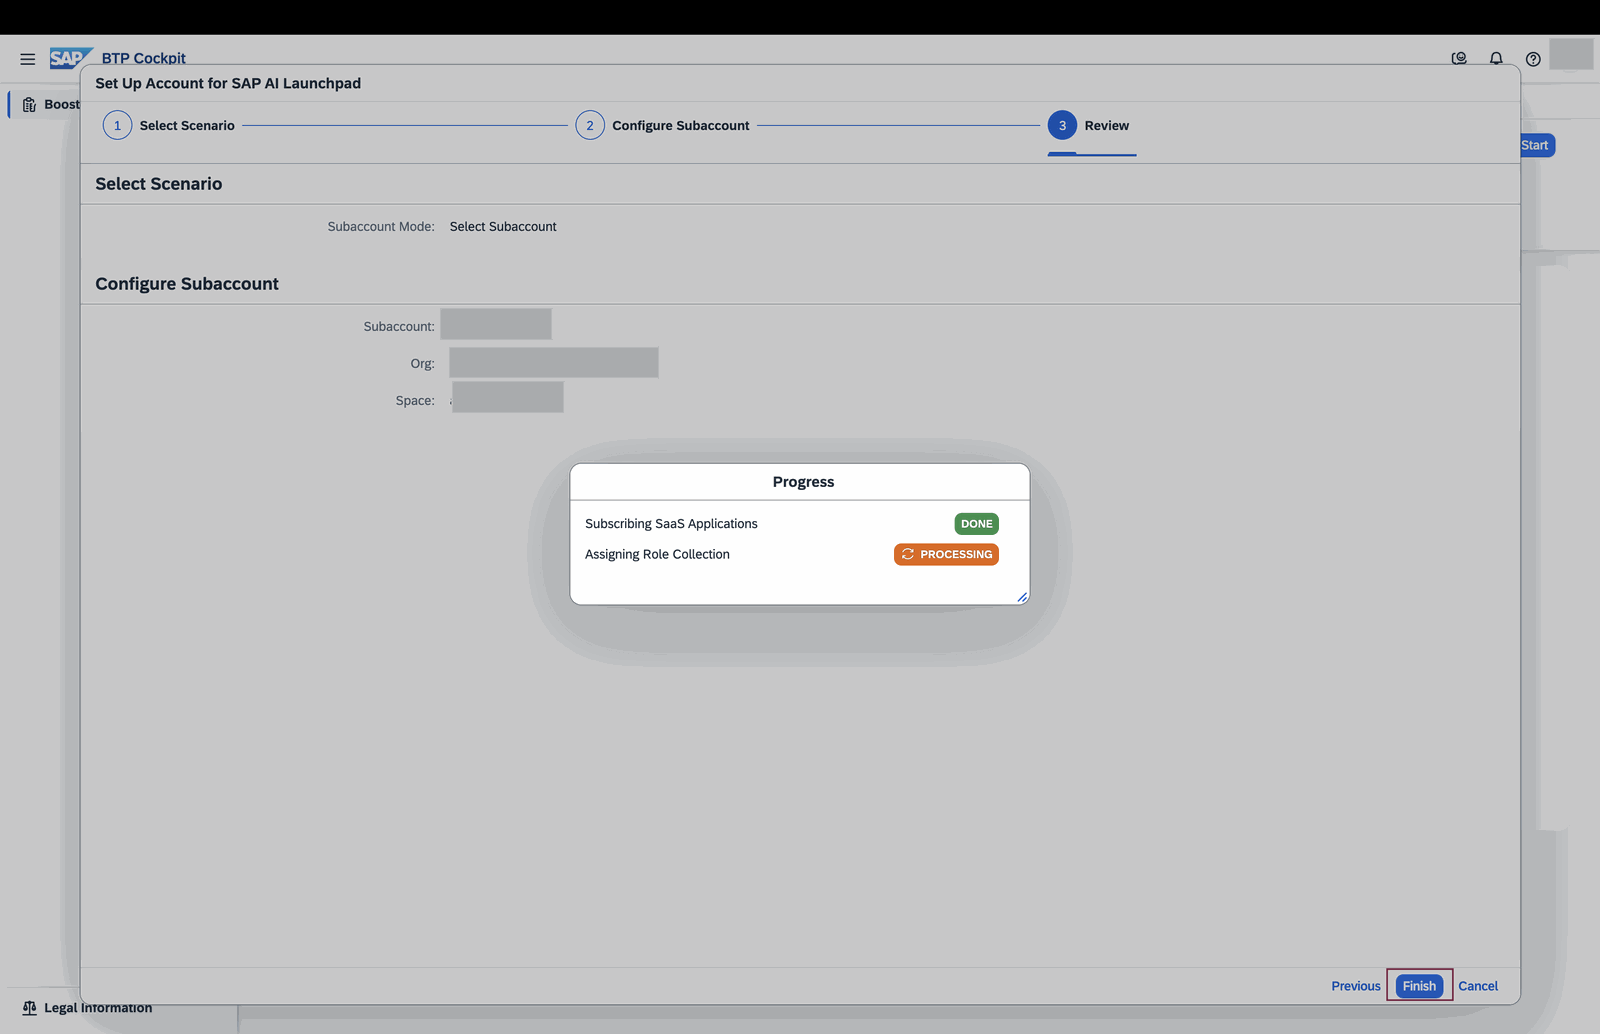 SAP BTP Cockpit
Boost
Set Up Account for SAP AI Launchpad
1 Select Scenario 2 Configure Subaccount 3 Review
Start
Select Scenario
Subaccount Mode: Select Subaccount
Configure Subaccount
Subaccount:
Org:
Space:
Progress
Subscribing SaaS Applications DONE
Assigning Role Collection PROCESSING
Previous Finish Cancel
Legal Information